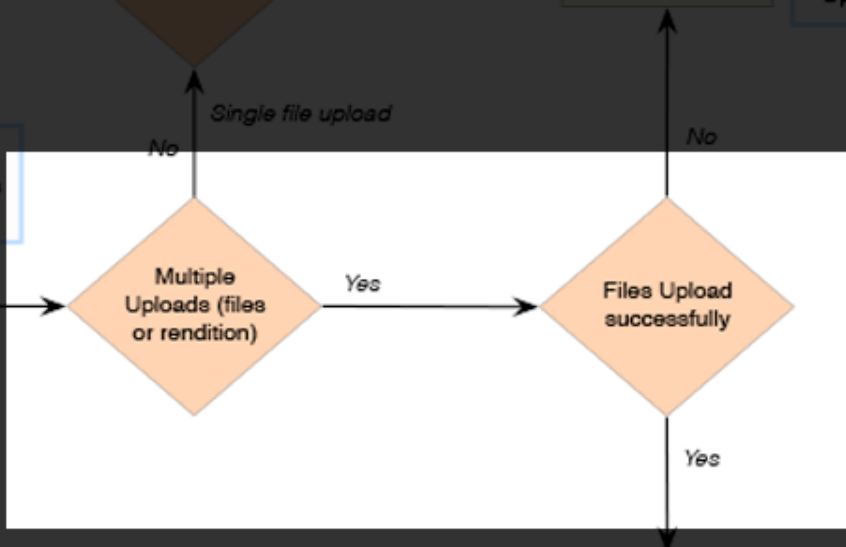 Single file upload
No
No
Multiple
Uploads (files
or rendition)
Yes
Files Upload
successfully
Yes